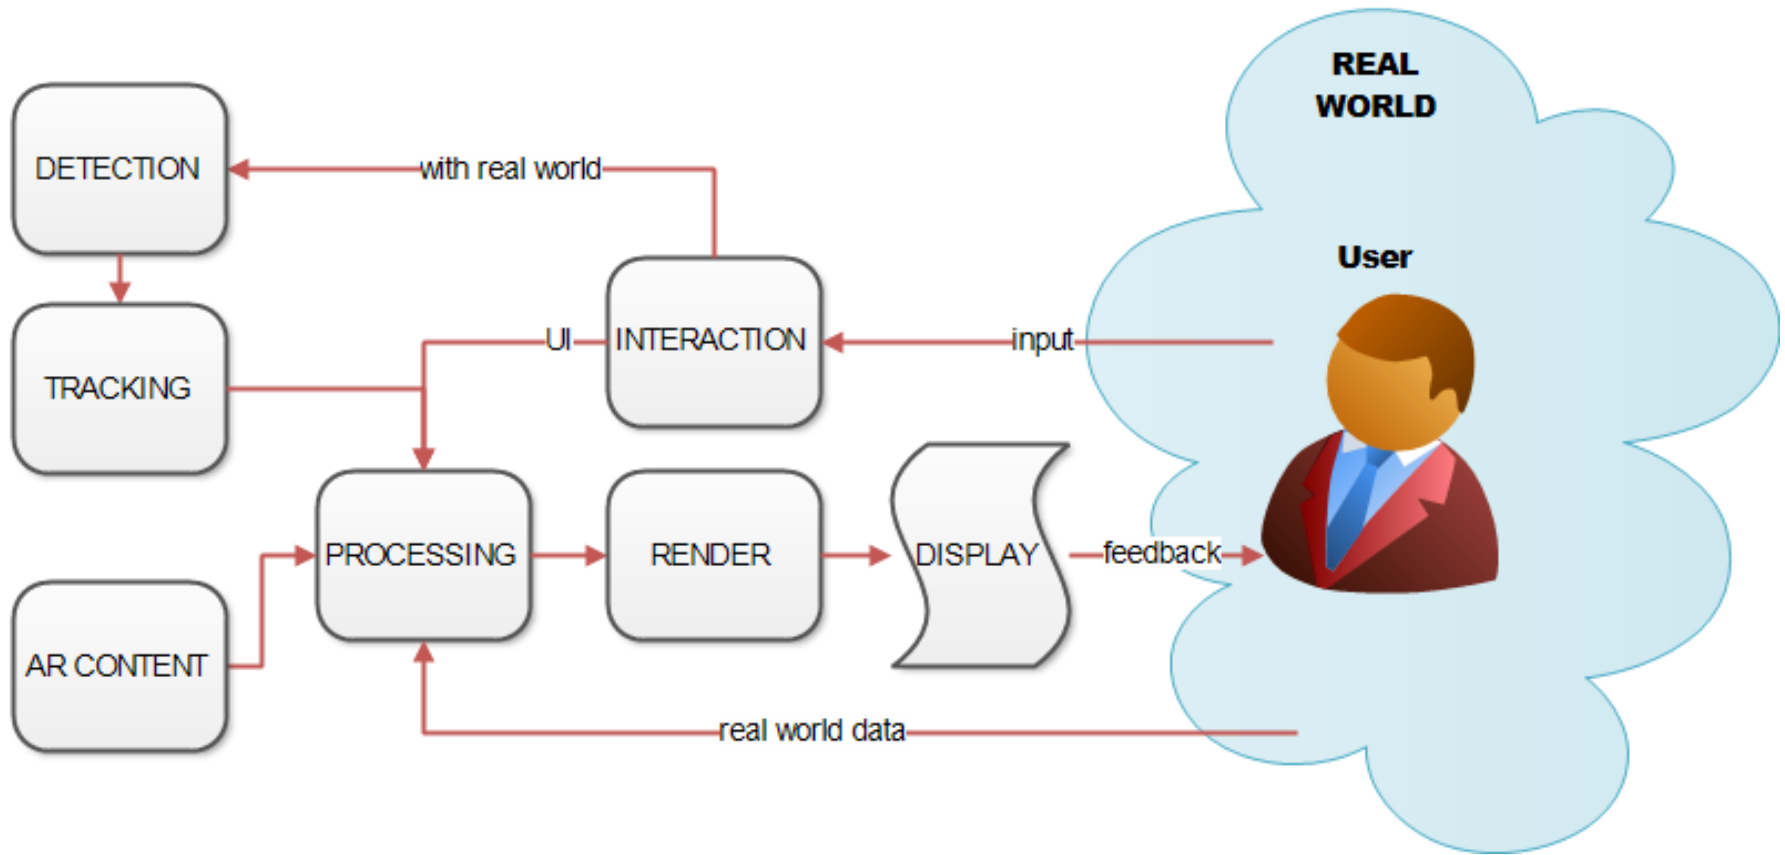 REAL
WORLD
DETECTION
with real world
User
UI
INTERACTION
input
TRACKING
PROCESSING
RENDER
DISPLAY
feedback
AR CONTENT
real world data